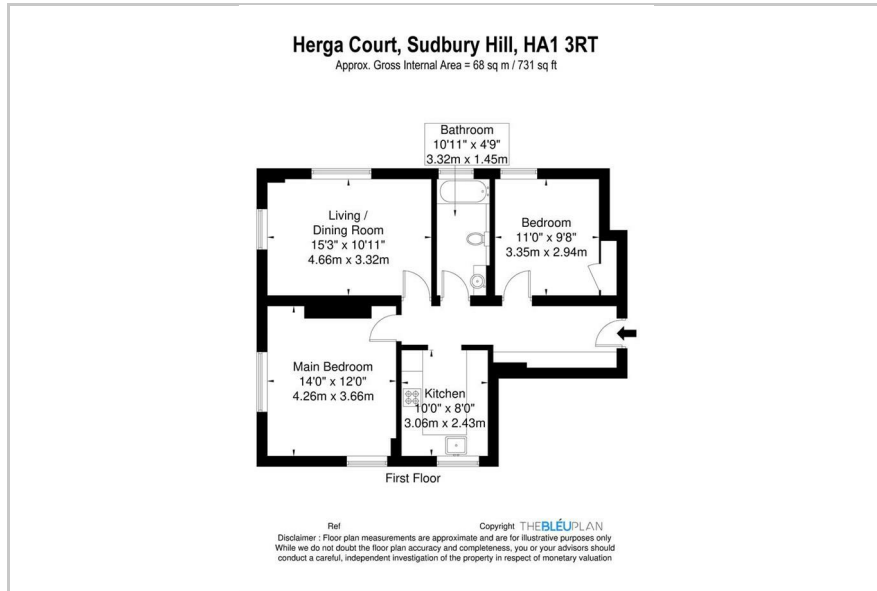 Herga Court, Sudbury Hill, HA1 3RT
Approx. Gross Internal Area = 68 sq m / 731 sq ft
Bathroom
10'11" x 4'9"
3.32m x 1.45m
Living /
Dining Room
15'3" x 10'11"
4.66m x 3.32m
Bedroom
11'0" x 9'8"
3.35m x 2.94m
Main Bedroom
14'0" x 12'0"
4.26m x 3.66m
Kitchen
10'0" x 8'0"
3.06m x 2.43m
First Floor
Ref
Copyright THEBLÉUPLAN
Disclaimer : Floor plan measurements are approximate and are for illustrative purposes only
While we do not doubt the floor plan accuracy and completeness, you or your advisors should
conduct a careful, independent investigation of the property in respect of monetary valuation